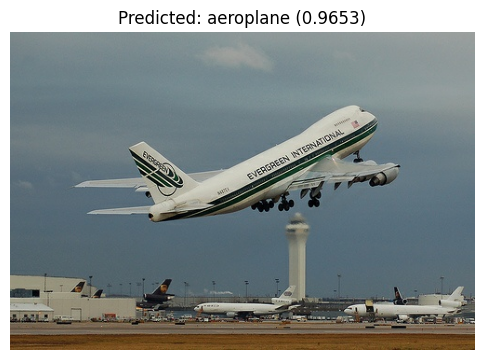 Predicted: aeroplane (0.9653)
EVERGREEN INTERNATIONAL
EVERGREEN